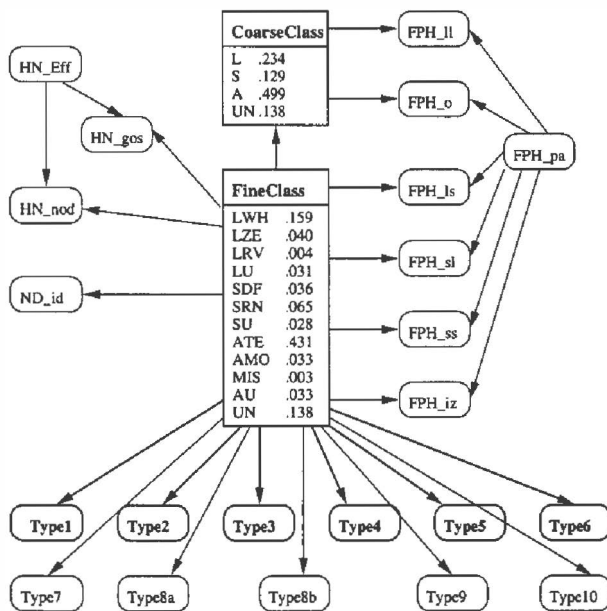 CoarseClass
L .234
S .129
A .499
UN .138
FPH_ll
FPH_o
HN_Eff
HN_gos
FPH_pa
FineClass
LWH .159
LZE .040
LRV .004
LU .031
SDF .036
SRN .065
SU .028
ATE .431
AMO .033
MIS .003
AU .033
UN .138
FPH_ls
HN_nod
FPH_sl
ND_id
FPH_ss
FPH_iz
Type1 Type2 Type3 Type4 Type5 Type6
Type7 Type8a Type8b Type9 Type10